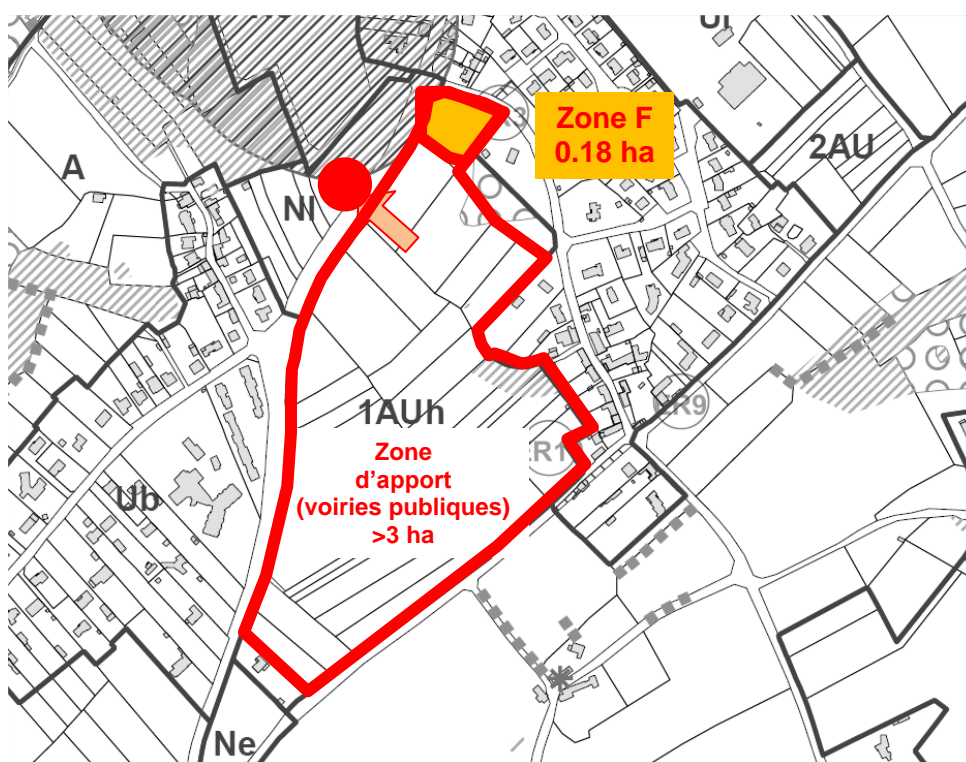 Zone F
0.18 ha
2AU
A
Nl
1AUh
ER9
Zone
d'apport
(voiries publiques)
>3 ha
Ub
Ne